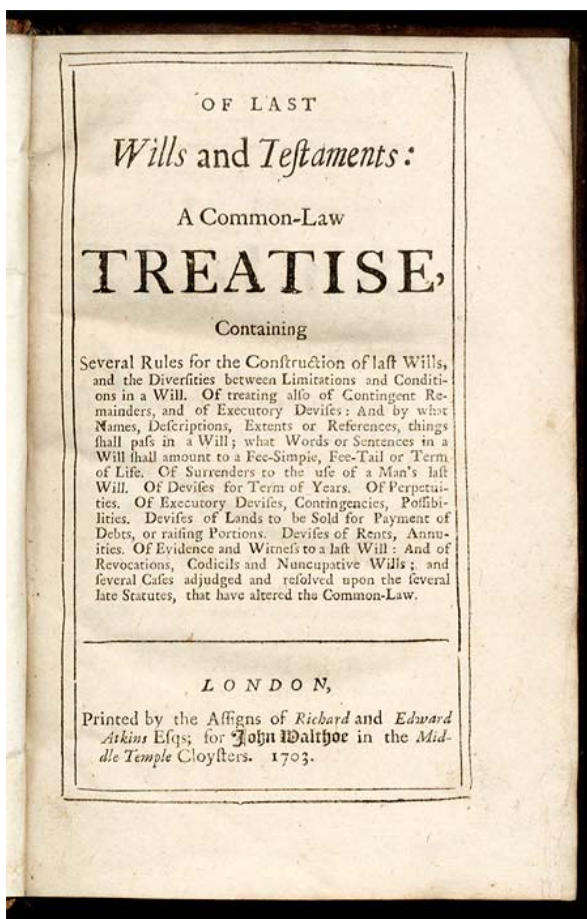 OF LAST
Wills and Teſtaments:
A Common-Law
TREATISE,
Containing
Several Rules for the Conſtruction of laſt Wills,
and the Diverſities between Limitations and Conditi-
ons in a Will. Of treating alſo of Contingent Re-
mainders, and of Executory Deviſes: And by what
Names, Deſcriptions, Extents or References, things
ſhall paſs in a Will; what Words or Sentences in a
Will ſhall amount to a Fee-Simple, Fee-Tail or Term
of Life. Of Surrenders to the uſe of a Man's laſt
Will. Of Deviſes for Term of Years. Of Perpetui-
ties. Of Executory Deviſes, Contingencies, Poſſibi-
lities. Deviſes of Lands to be Sold for Payment of
Debts, or raiſing Portions. Deviſes of Rents, Annu-
ities. Of Evidence and Witneſs to a laſt Will: And of
Revocations, Codicils and Nuncupative Wills; and
ſeveral Caſes adjudged and reſolved upon the ſeveral
late Statutes, that have altered the Common-Law.
LONDON,
Printed by the Aſſigns of Richard and Edward
Atkins Eſqs; for John Walthoe in the Mid-
dle Temple Cloyſters. 1703.